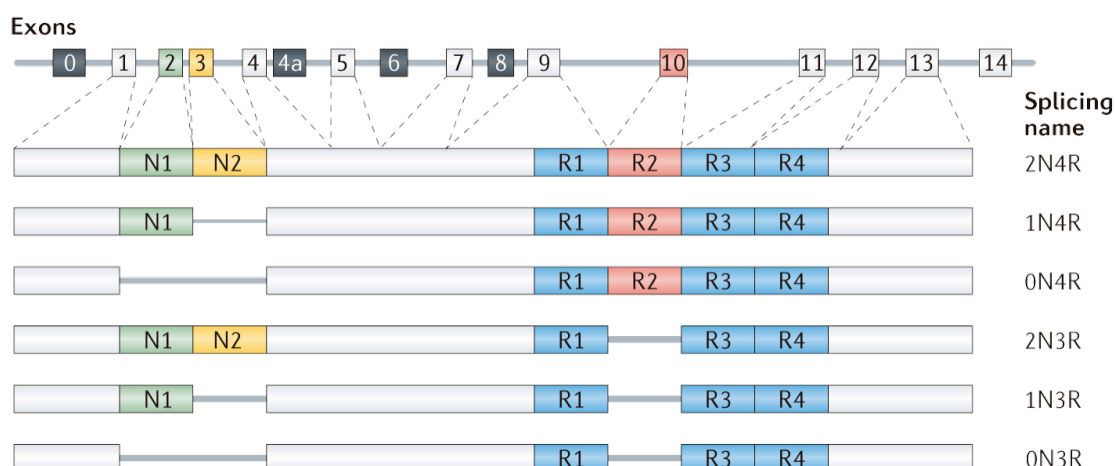 Exons
0 1 2 3 4 4a 5 6 7 8 9 10 11 12 13 14
Splicing
name
N1 N2 R1 R2 R3 R4 2N4R
N1 R1 R2 R3 R4 1N4R
R1 R2 R3 R4 0N4R
N1 N2 R1 R3 R4 2N3R
N1 R1 R3 R4 1N3R
R1 R3 R4 0N3R